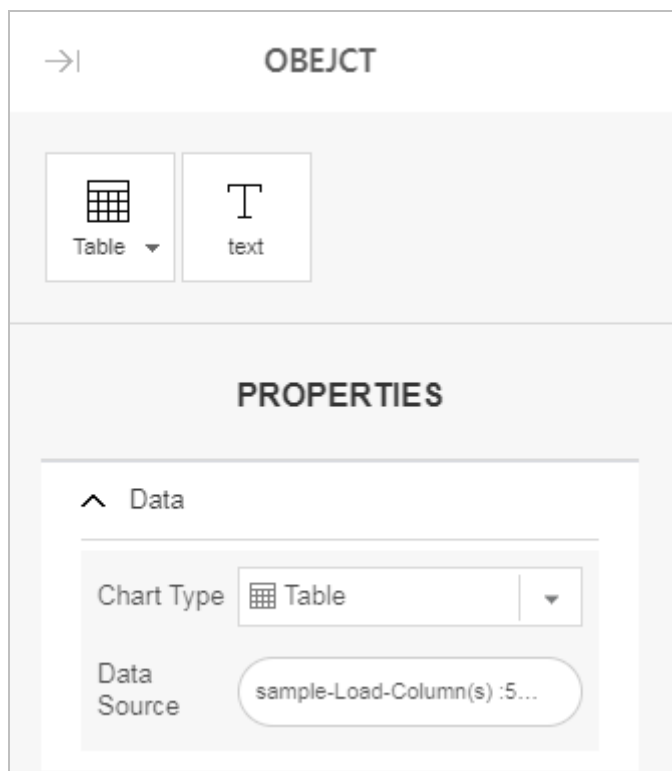 OBEJCT
Table
text
PROPERTIES
Data
Chart Type
Table
Data
Source
sample-Load-Column(s) :5...